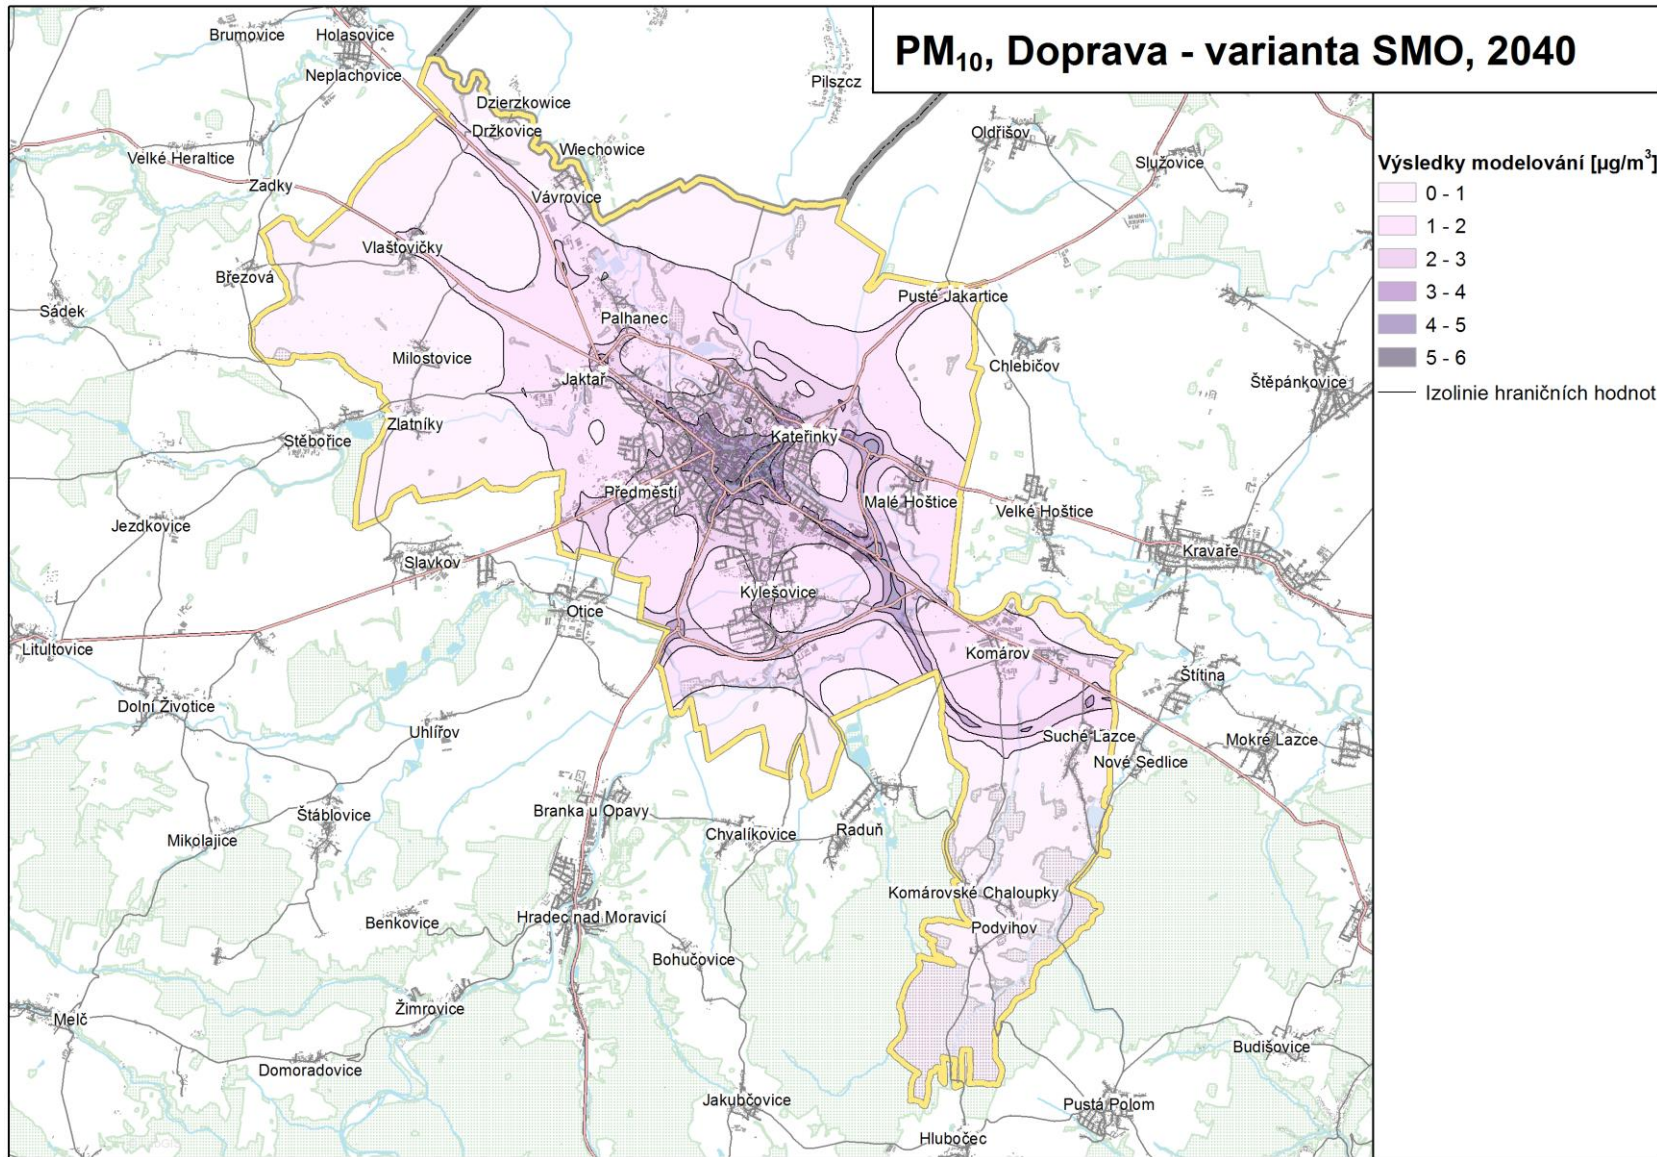 PM₁₀, Doprava - varianta SMO, 2040
Výsledky modelování [µg/m³]
0 - 1
1 - 2
2 - 3
3 - 4
4 - 5
5 - 6
Izolinie hraničních hodnot
Brumovice
Holasovice
Neplachovice
Pilszcz
Dzierzkowice
Držkovice
Oldřišov
Wiechowice
Velké Heraltice
Služovice
Zadky
Vávrovice
Vlaštovičky
Březová
Pusté Jakartice
Sádek
Palhanec
Milostovice
Chlebičov
Jaktař
Štěpánkovice
Zlatníky
Stěbořice
Kateřinky
Předměstí
Malé Hoštice
Velké Hoštice
Jezdkovice
Kravaře
Slavkov
Kylešovice
Otice
Litultovice
Komárov
Štítina
Dolní Životice
Uhlířov
Suché Lazce
Mokré Lazce
Nové Sedlice
Branka u Opavy
Štáblovice
Raduň
Chvalíkovice
Mikolajice
Komárovské Chaloupky
Hradec nad Moravicí
Benkovice
Podvihov
Bohučovice
Žimrovice
Melč
Budišovice
Domoradovice
Jakubčovice
Pustá Polom
Hlubočec